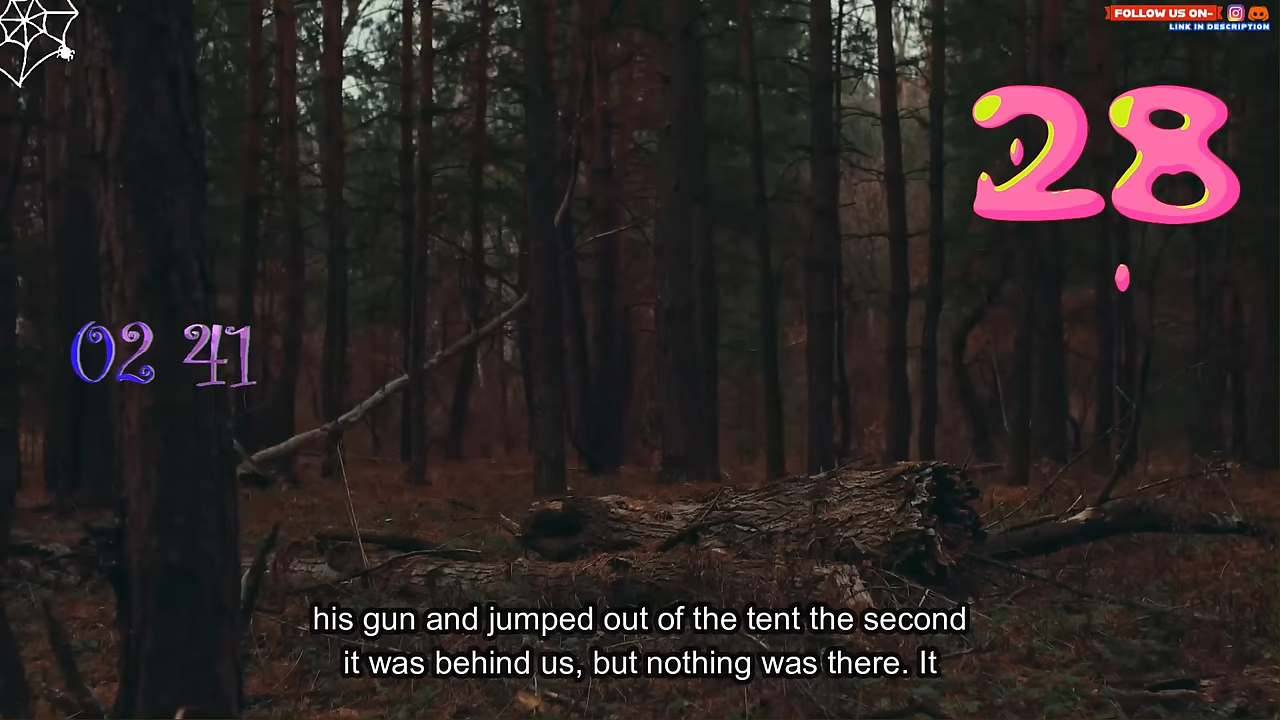 FOLLOW US ON-
LINK IN DESCRIPTION
28
02 41
his gun and jumped out of the tent the second
it was behind us, but nothing was there. It